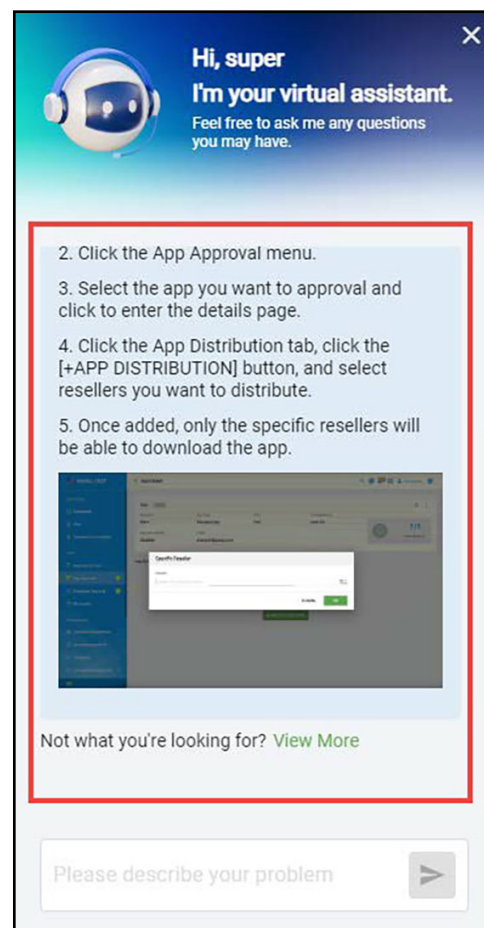 Hi, super
I'm your virtual assistant.
Feel free to ask me any questions
you may have.
2. Click the App Approval menu.
3. Select the app you want to approval and
click to enter the details page.
4. Click the App Distribution tab, click the
[+APP DISTRIBUTION] button, and select
resellers you want to distribute.
5. Once added, only the specific resellers will
be able to download the app.
Specific Reseller
Not what you're looking for? View More
Please describe your problem